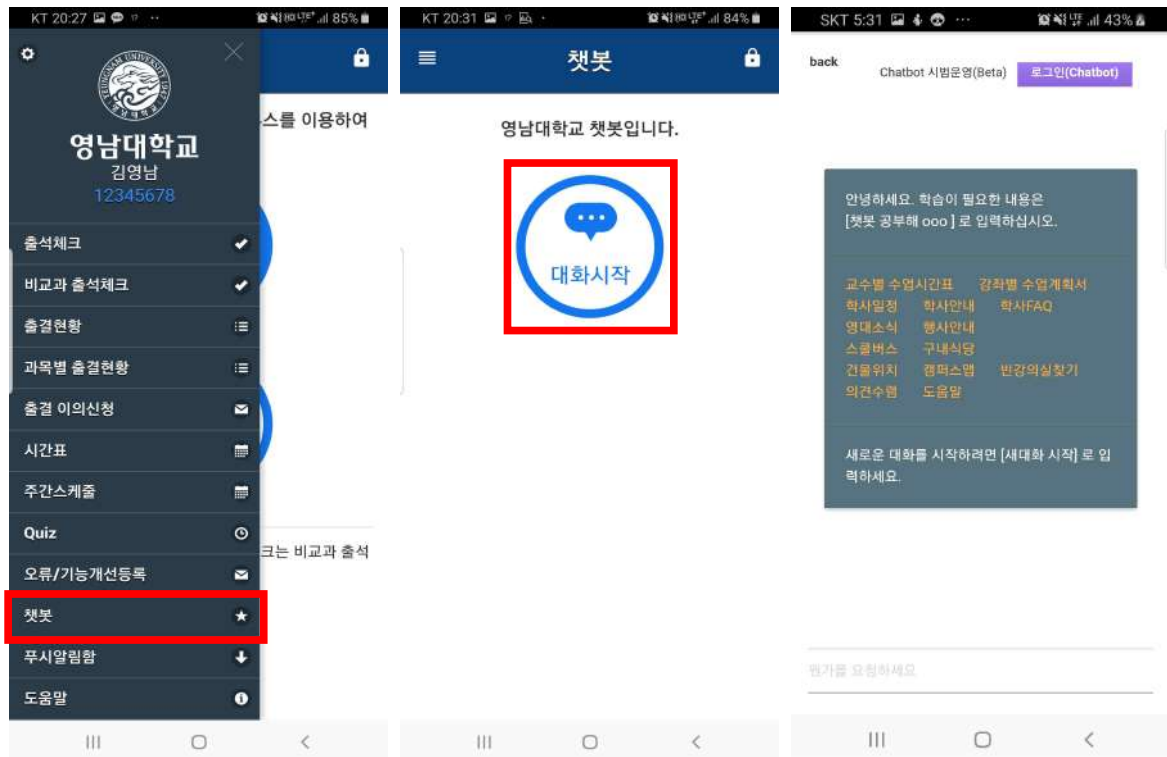 KT 20:27
85%
YEUNGNAM UNIVERSITY 1947
영남대학교
영남대학교
김영남
12345678
출석체크
비교과 출석체크
출결현황
과목별 출결현황
출결 이의신청
시간표
주간스케줄
Quiz
오류/기능개선등록
챗봇
푸시알림함
도움말
스를 이용하여
크는 비교과 출석
KT 20:31
84%
챗봇
영남대학교 챗봇입니다.
대화시작
SKT 5:31
43%
back
Chatbot 시범운영(Beta)
로그인(Chatbot)
안녕하세요. 학습이 필요한 내용은
[챗봇 공부해 ooo ] 로 입력하십시오.
교수별 수업시간표 강좌별 수업계획서
학사일정 학사안내 학사FAQ
영대소식 행사안내
스쿨버스 구내식당
건물위치 캠퍼스맵 빈강의실찾기
의견수렴 도움말
새로운 대화를 시작하려면 [새대화 시작] 로 입
력하세요.
뭔가를 요청하세요